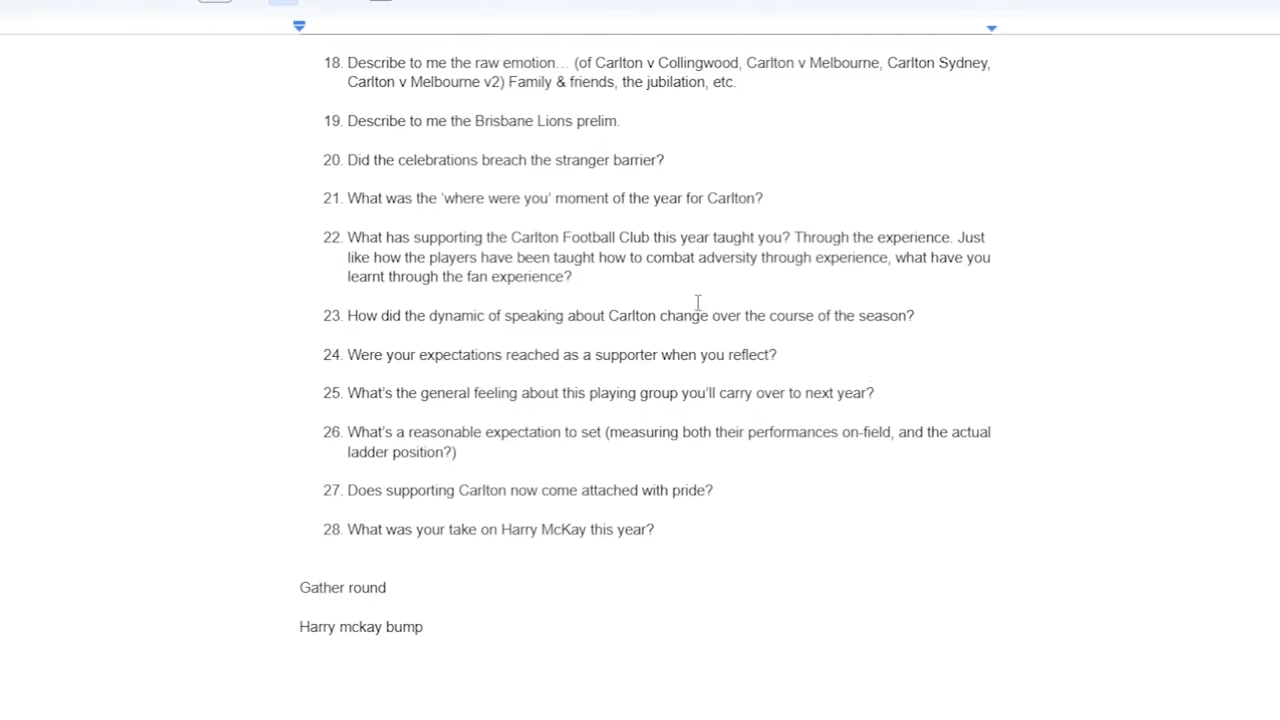 18. Describe to me the raw emotion… (of Carlton v Collingwood, Carlton v Melbourne, Carlton Sydney,
Carlton v Melbourne v2) Family & friends, the jubilation, etc.
19. Describe to me the Brisbane Lions prelim.
20. Did the celebrations breach the stranger barrier?
21. What was the ‘where were you’ moment of the year for Carlton?
22. What has supporting the Carlton Football Club this year taught you? Through the experience. Just
like how the players have been taught how to combat adversity through experience, what have you
learnt through the fan experience?
23. How did the dynamic of speaking about Carlton change over the course of the season?
24. Were your expectations reached as a supporter when you reflect?
25. What’s the general feeling about this playing group you’ll carry over to next year?
26. What’s a reasonable expectation to set (measuring both their performances on-field, and the actual
ladder position?)
27. Does supporting Carlton now come attached with pride?
28. What was your take on Harry McKay this year?
Gather round
Harry mckay bump